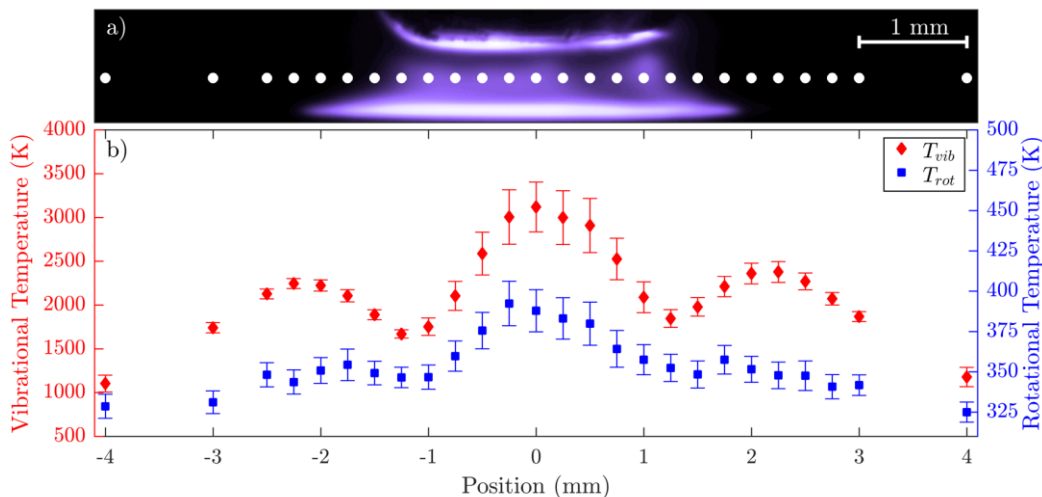 a)
1 mm
b)
T_vib
T_rot
Vibrational Temperature (K)
4000
3500
3000
2500
2000
1500
1000
500
Rotational Temperature (K)
500
475
450
425
400
375
350
325
-4 -3 -2 -1 0 1 2 3 4
Position (mm)